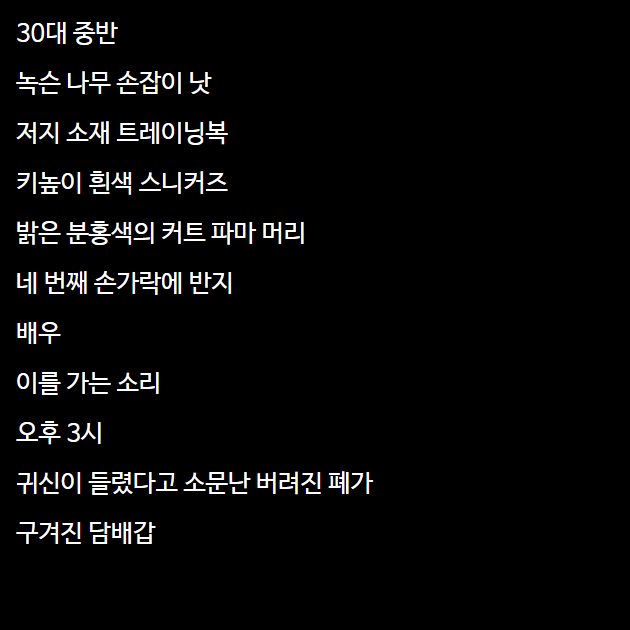 30대 중반
녹슨 나무 손잡이 낫
저지 소재 트레이닝복
키높이 흰색 스니커즈
밝은 분홍색의 커트 파마 머리
네 번째 손가락에 반지
배우
이를 가는 소리
오후 3시
귀신이 들렸다고 소문난 버려진 폐가
구겨진 담배갑